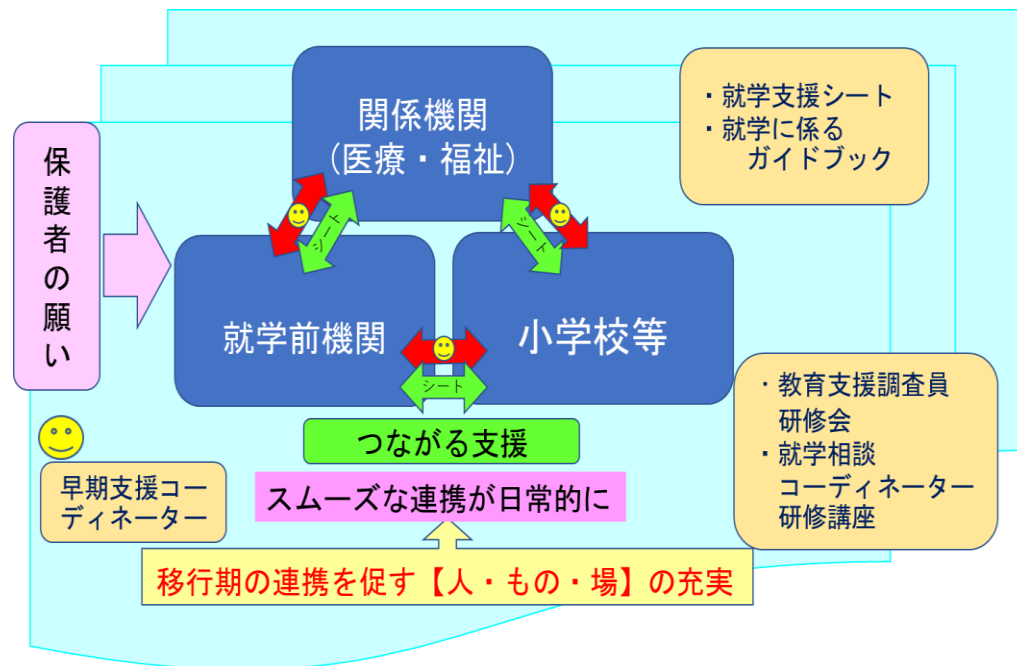 関係機関
(医療・福祉)
・就学支援シート
・就学に係る
ガイドブック
保護者の願い
シート
シート
就学前機関
小学校等
シート
つながる支援
スムーズな連携が日常的に
早期支援コー
ディネーター
・教育支援調査員
研修会
・就学相談
コーディネーター
研修講座
移行期の連携を促す【人・もの・場】の充実